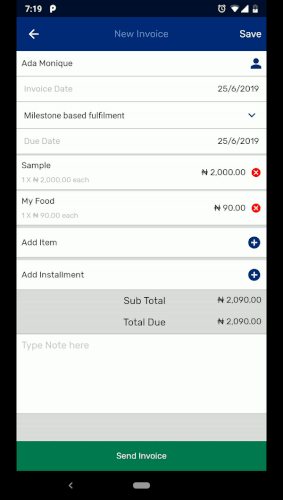 7:19
New Invoice
Save
Ada Monique
Invoice Date 25/6/2019
Milestone based fulfilment
Due Date 25/6/2019
Sample
₦ 2,000.00
1 X ₦ 2,000.00 each
My Food
₦ 90.00
1 X ₦ 90.00 each
Add Item
Add Installment
Sub Total ₦ 2,090.00
Total Due ₦ 2,090.00
Type Note here
Send Invoice